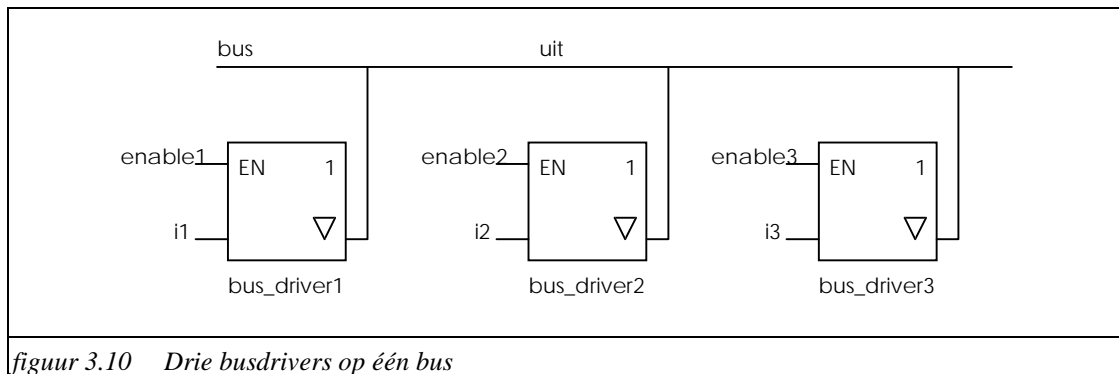 bus uit
enable1 EN 1 enable2 EN 1 enable3 EN 1
i1 i2 i3
bus_driver1 bus_driver2 bus_driver3
figuur 3.10 Drie busdrivers op één bus